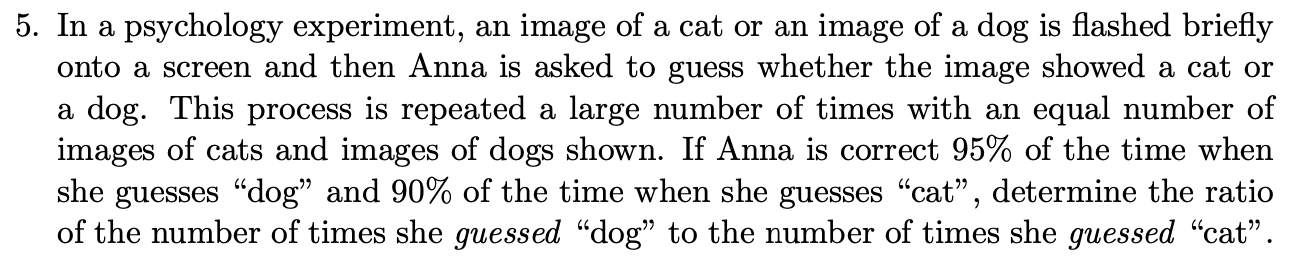 5. In a psychology experiment, an image of a cat or an image of a dog is flashed briefly
onto a screen and then Anna is asked to guess whether the image showed a cat or
a dog. This process is repeated a large number of times with an equal number of
images of cats and images of dogs shown. If Anna is correct 95% of the time when
she guesses “dog” and 90% of the time when she guesses “cat”, determine the ratio
of the number of times she guessed “dog” to the number of times she guessed “cat”.